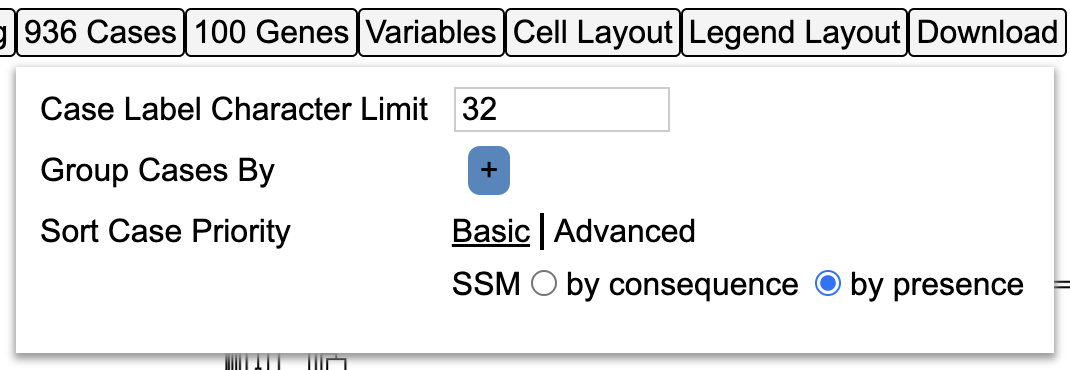 936 Cases 100 Genes Variables Cell Layout Legend Layout Download
Case Label Character Limit 32
Group Cases By +
Sort Case Priority Basic | Advanced
SSM by consequence by presence